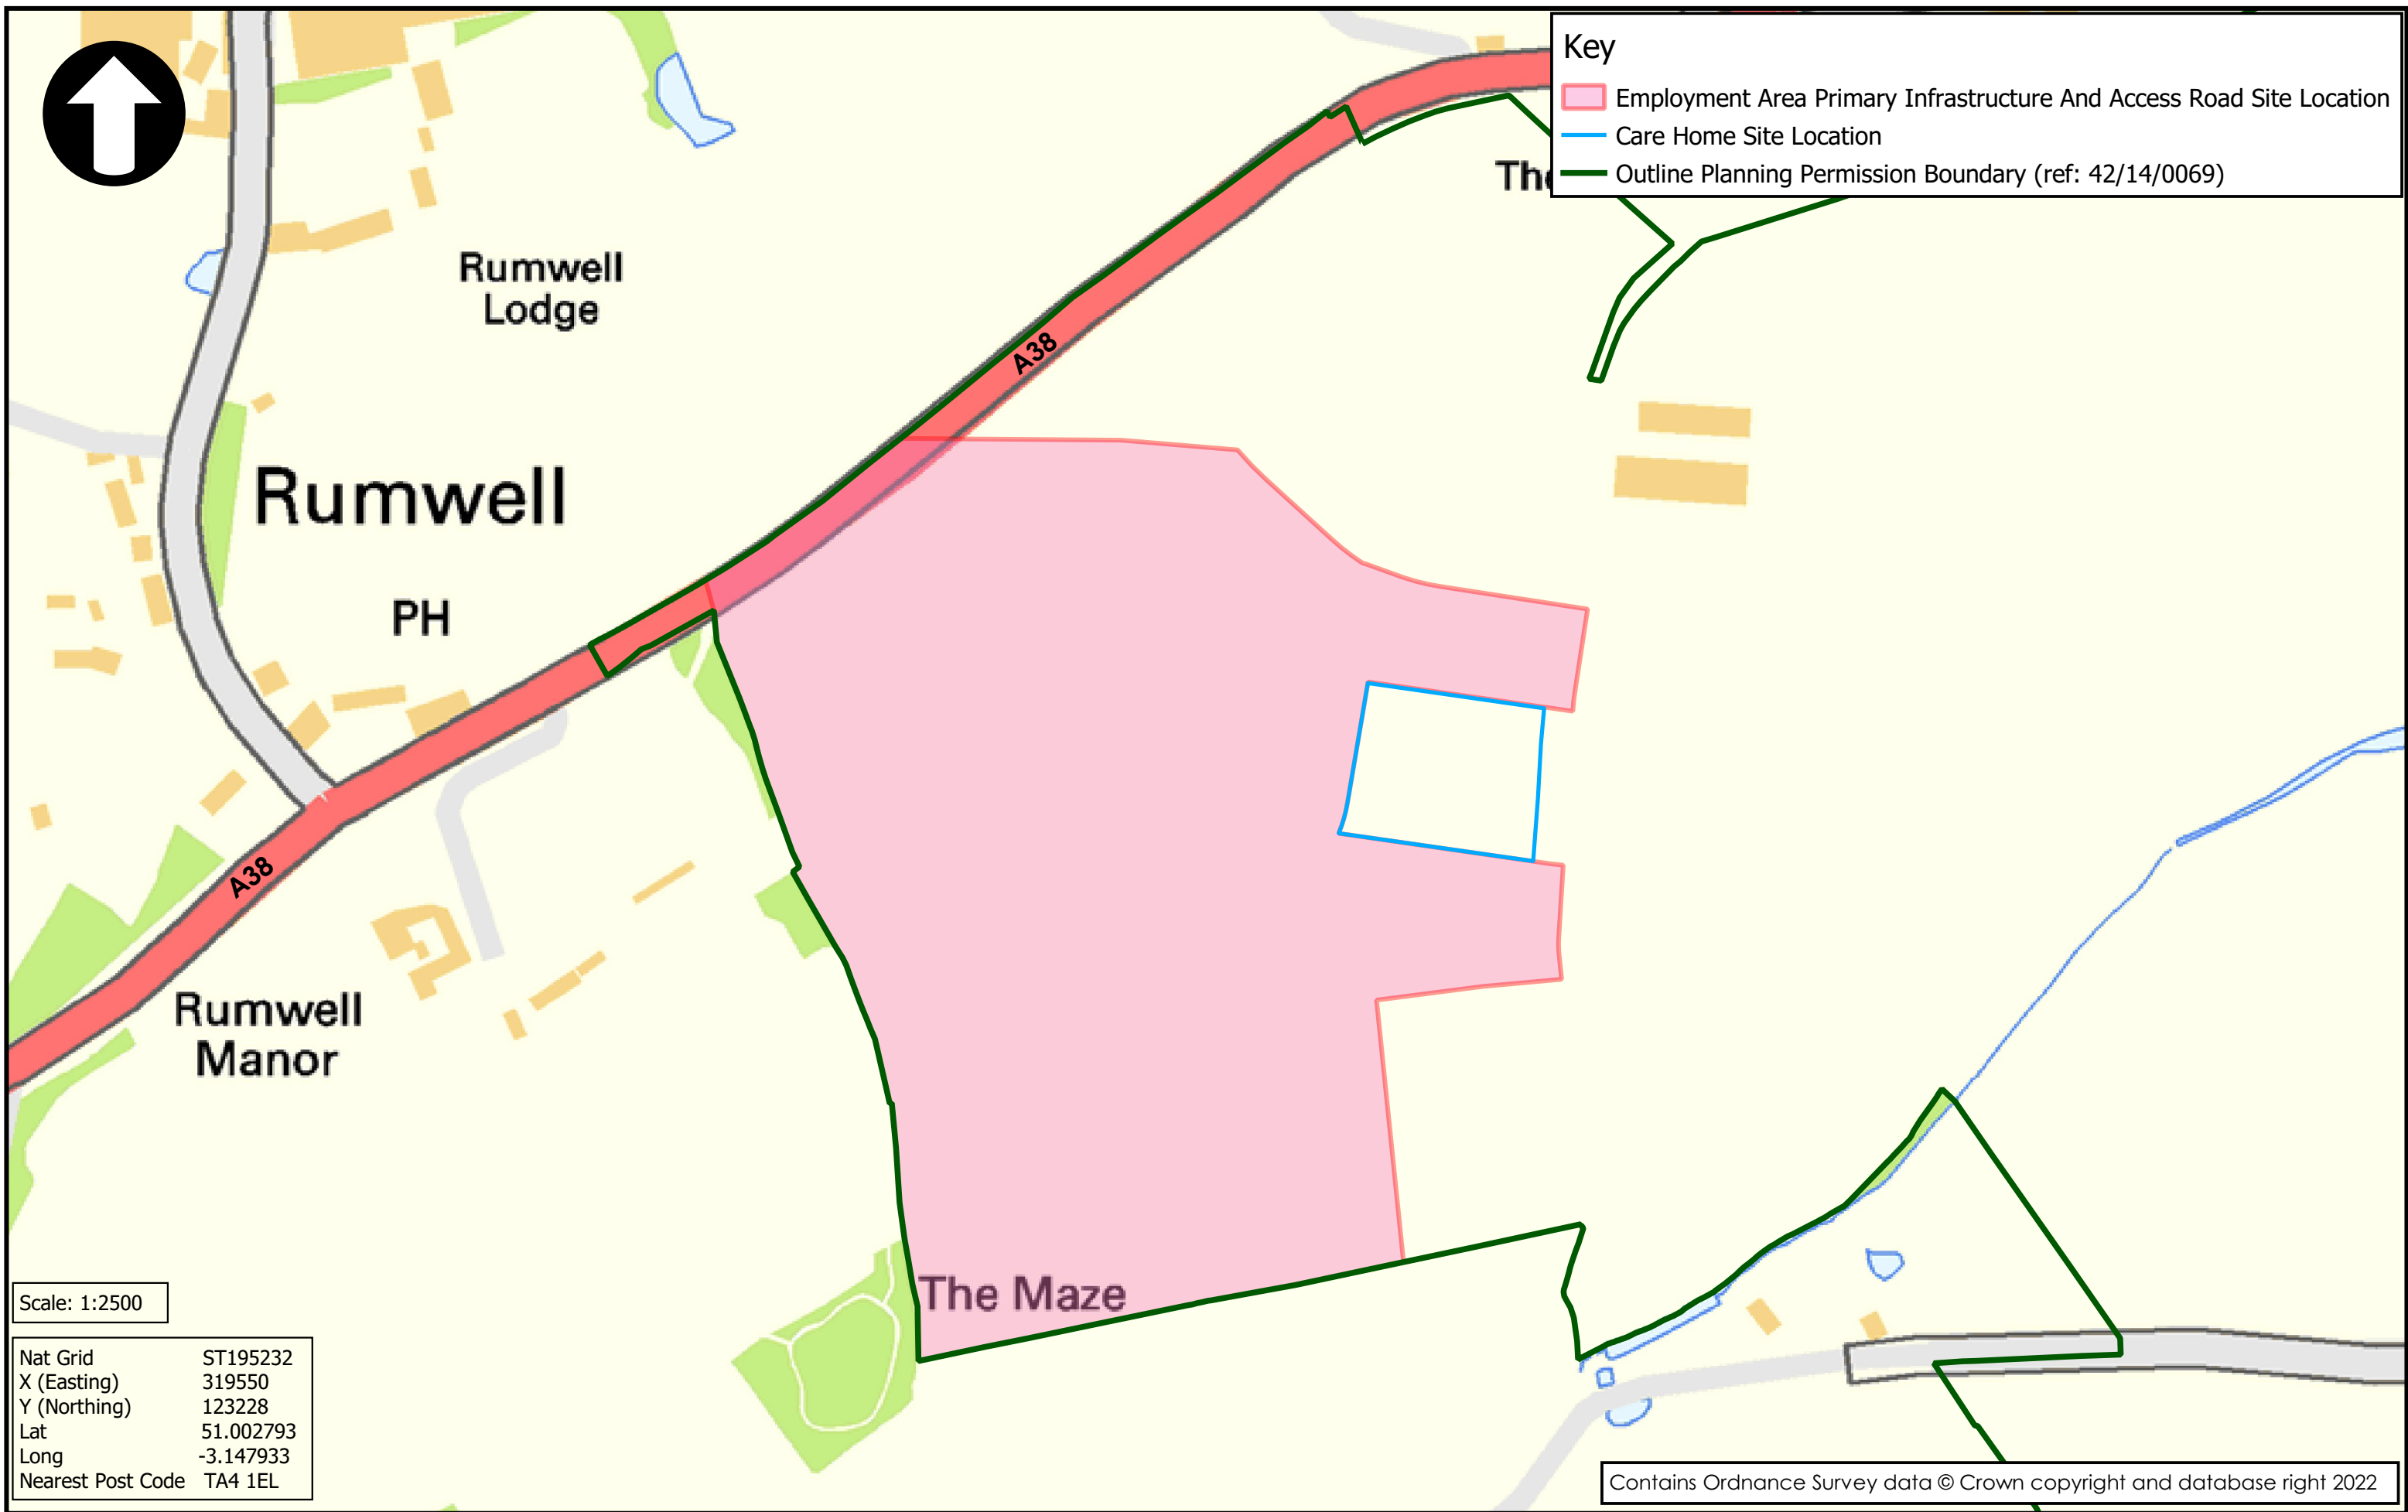 Key
Employment Area Primary Infrastructure And Access Road Site Location
Care Home Site Location
Outline Planning Permission Boundary (ref: 42/14/0069)
Rumwell
Lodge
A38
Rumwell
PH
A38
Rumwell
Manor
The Maze
Scale: 1:2500
Nat Grid ST195232
X (Easting) 319550
Y (Northing) 123228
Lat 51.002793
Long -3.147933
Nearest Post Code TA4 1EL
Contains Ordnance Survey data © Crown copyright and database right 2022